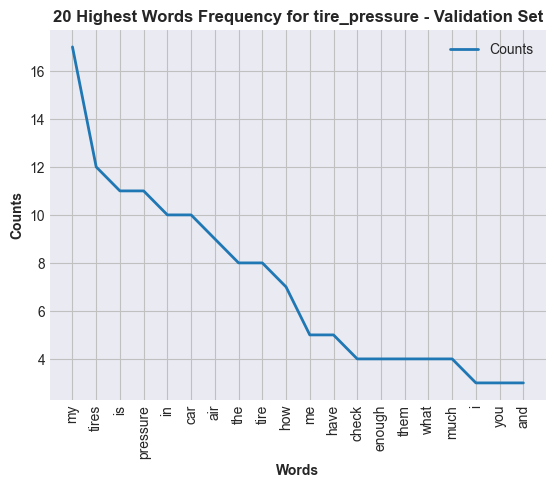 20 Highest Words Frequency for tire_pressure - Validation Set
Counts
Counts
16
14
12
10
8
6
4
my
tires
is
pressure
in
car
air
the
tire
how
me
have
check
enough
them
what
much
i
you
and
Words